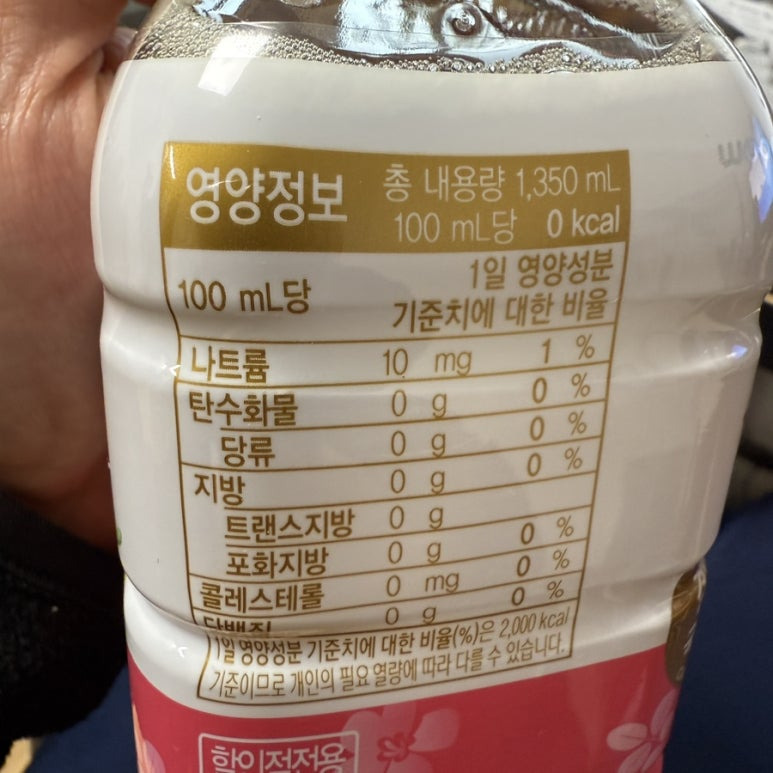 영양정보
총 내용량 1,350 mL
100 mL당 0 kcal
100 mL당
1일 영양성분
기준치에 대한 비율
나트륨 10 mg 1 %
탄수화물 0 g 0 %
당류 0 g 0 %
지방 0 g 0 %
트랜스지방 0 g
포화지방 0 g 0 %
콜레스테롤 0 mg 0 %
단백질 0 g 0 %
1일 영양성분 기준치에 대한 비율(%)은 2,000 kcal
기준이므로 개인의 필요 열량에 따라 다를 수 있습니다.